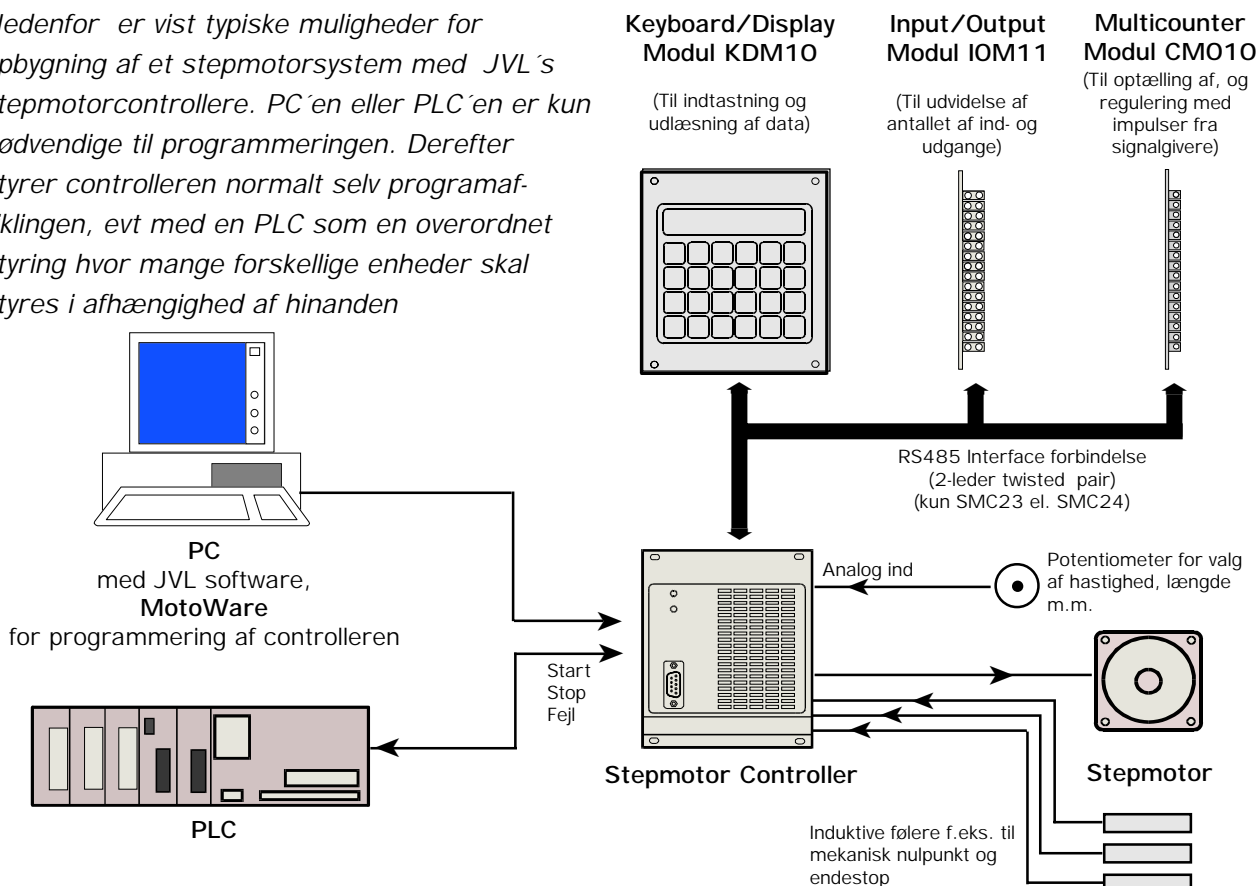 ledenfor er vist typiske muligheder for
pbygning af et stepmotorsystem med JVL´s
tepmotorcontrollere. PC´en eller PLC´en er kun
ødvendige til programmeringen. Derefter
tyrer controlleren normalt selv programaf-
iklingen, evt med en PLC som en overordnet
tyring hvor mange forskellige enheder skal
tyres i afhængighed af hinanden
Keyboard/Display
Modul KDM10
(Til indtastning og
udlæsning af data)
Input/Output
Modul IOM11
(Til udvidelse af
antallet af ind- og
udgange)
Multicounter
Modul CMO10
(Til optælling af, og
regulering med
impulser fra
signalgivere)
RS485 Interface forbindelse
(2-leder twisted pair)
(kun SMC23 el. SMC24)
PC
med JVL software,
MotoWare
for programmering af controlleren
Analog ind
Potentiometer for valg
af hastighed, længde
m.m.
Start
Stop
Fejl
Stepmotor Controller
Stepmotor
PLC
Induktive følere f.eks. til
mekanisk nulpunkt og
endestop